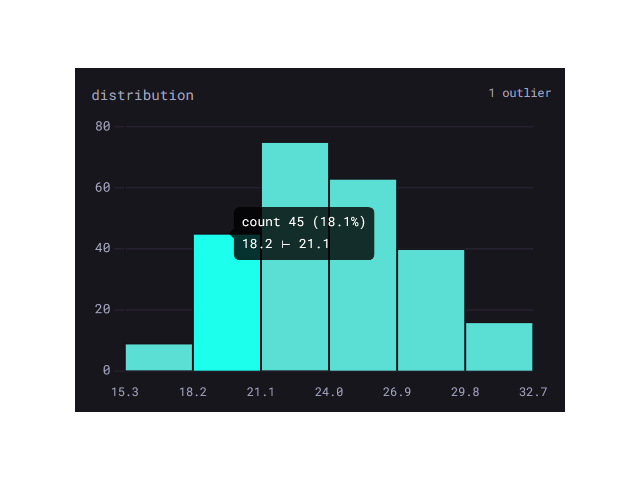 distribution
1 outlier
80
60
40
20
0
count 45 (18.1%)
18.2 ⊢ 21.1
15.3 18.2 21.1 24.0 26.9 29.8 32.7